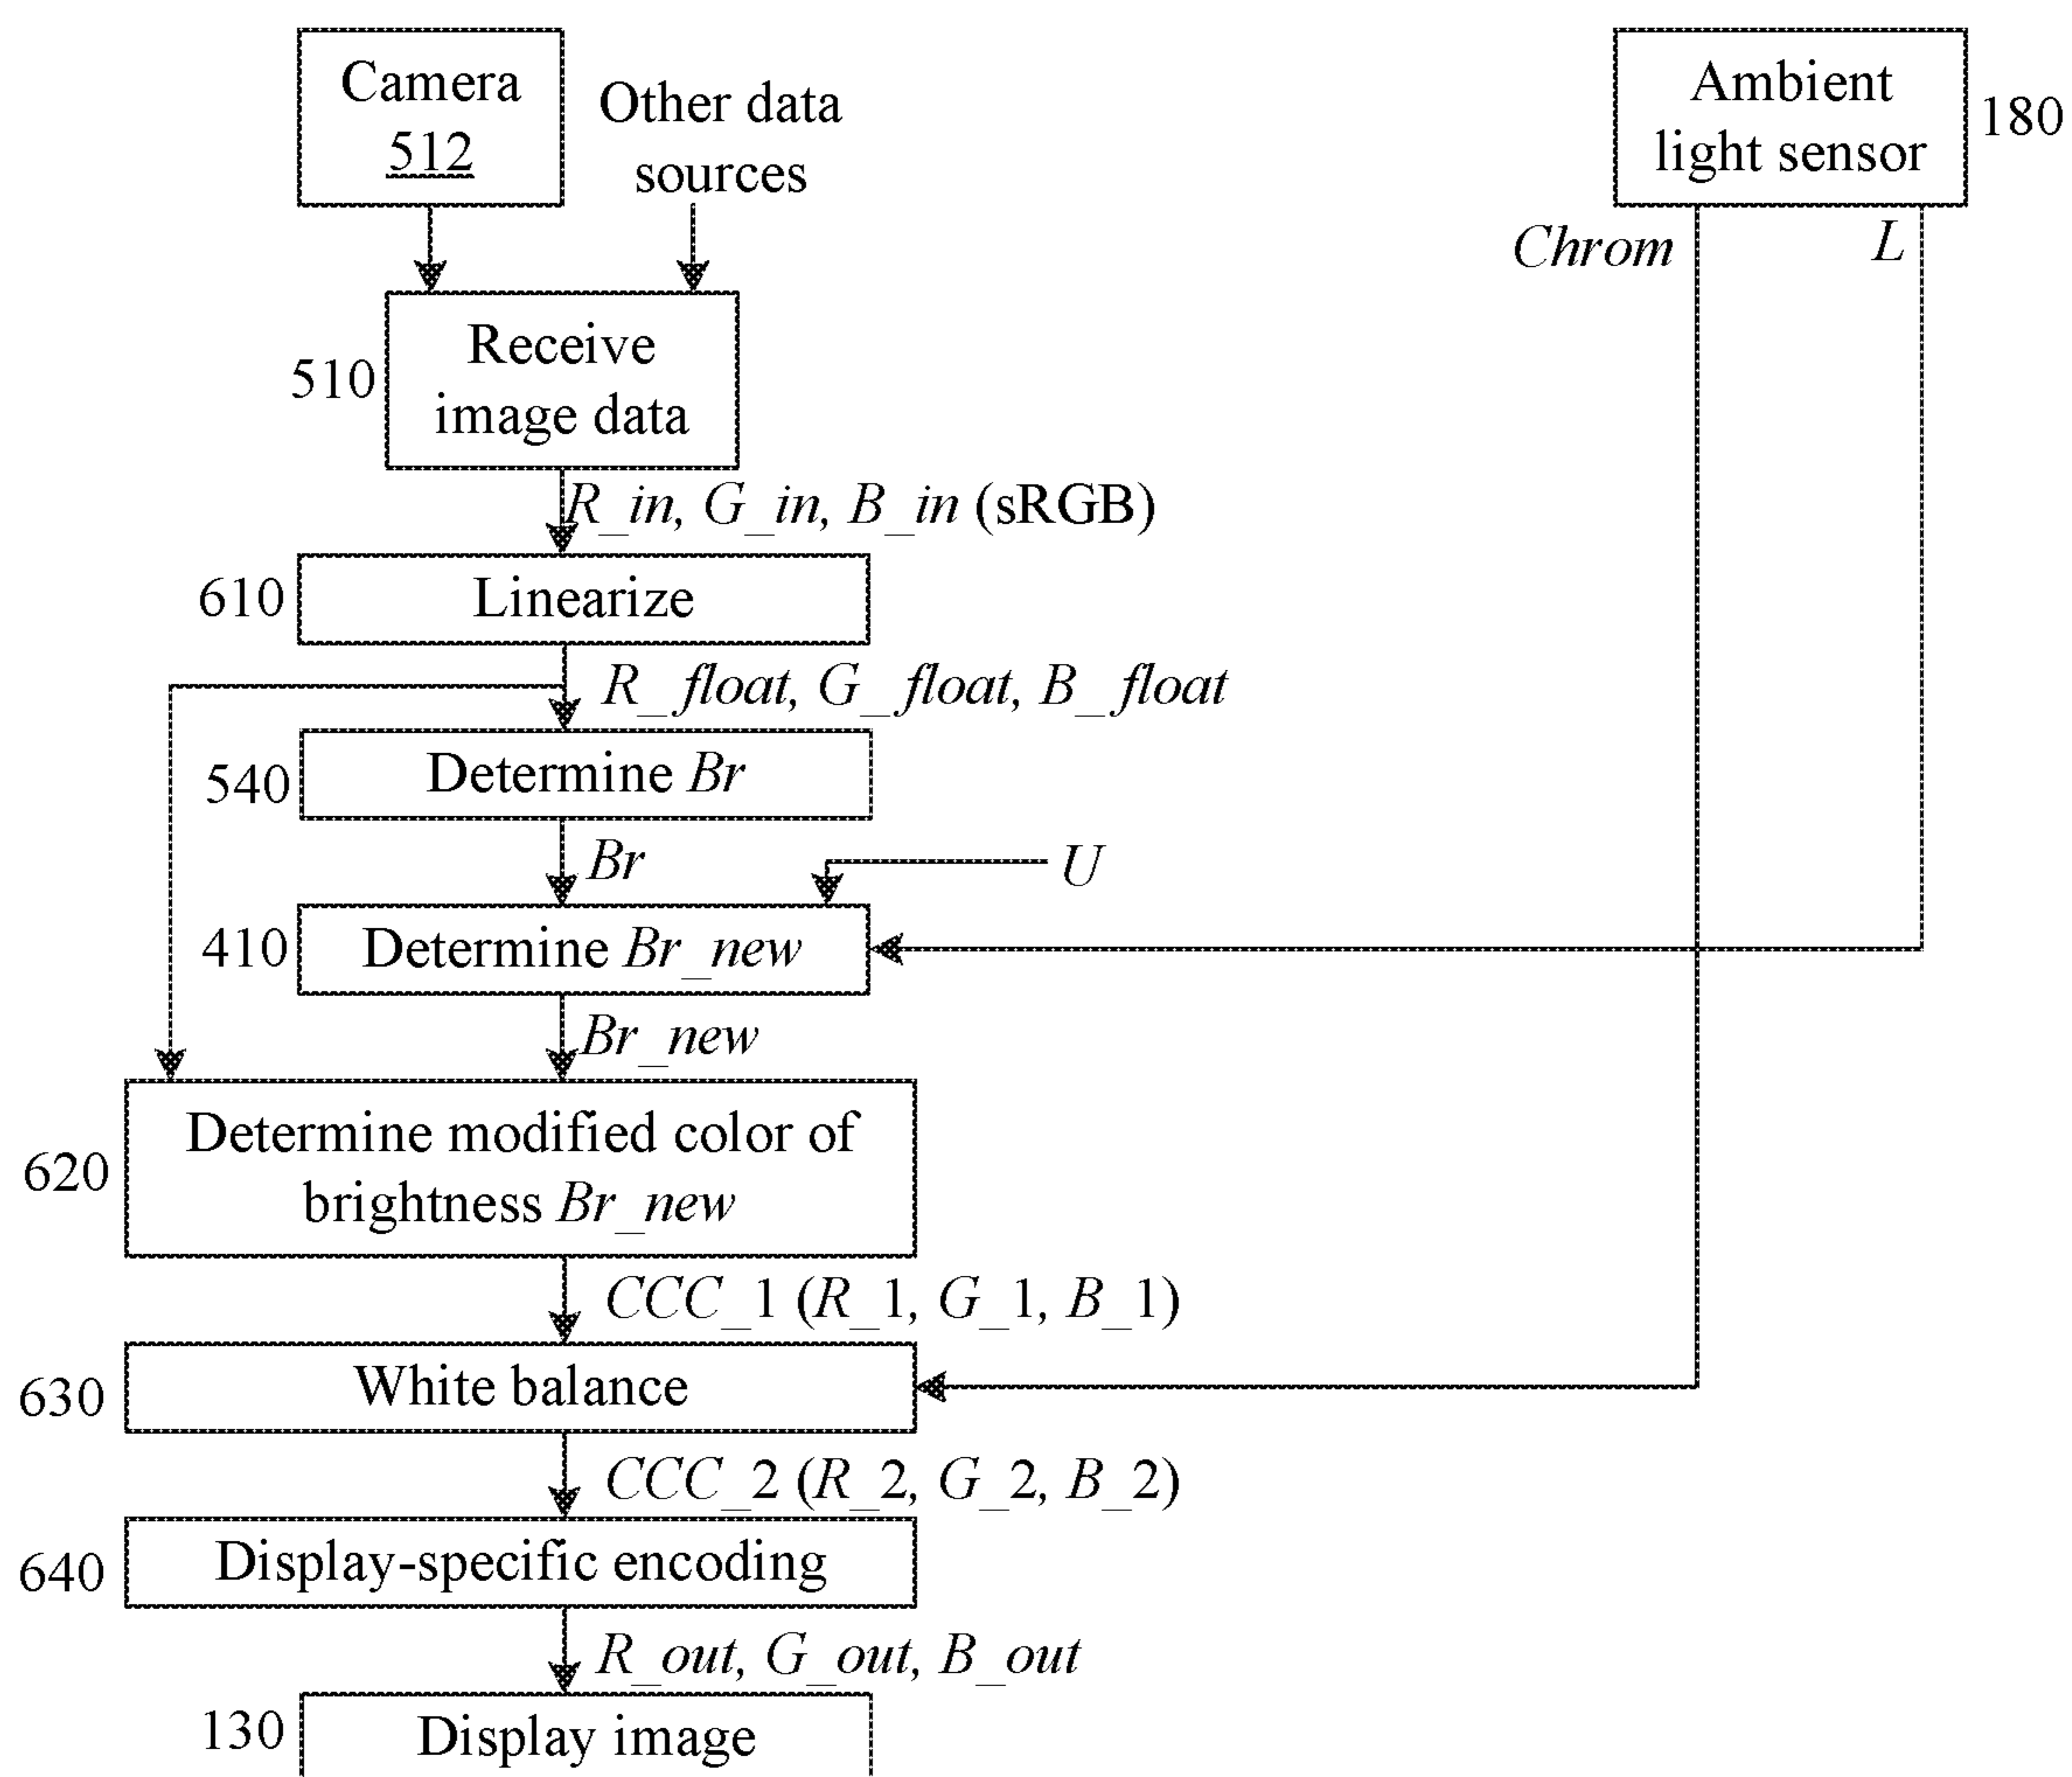 Camera
512
Other data
sources
Ambient
light sensor
180
Chrom
L
Receive
image data
510
R_in, G_in, B_in (sRGB)
610
Linearize
R_float, G_float, B_float
540
Determine Br
Br
U
410
Determine Br_new
Br_new
Determine modified color of
brightness Br_new
620
CCC_1 (R_1, G_1, B_1)
630
White balance
CCC_2 (R_2, G_2, B_2)
640
Display-specific encoding
R_out, G_out, B_out
130
Display image